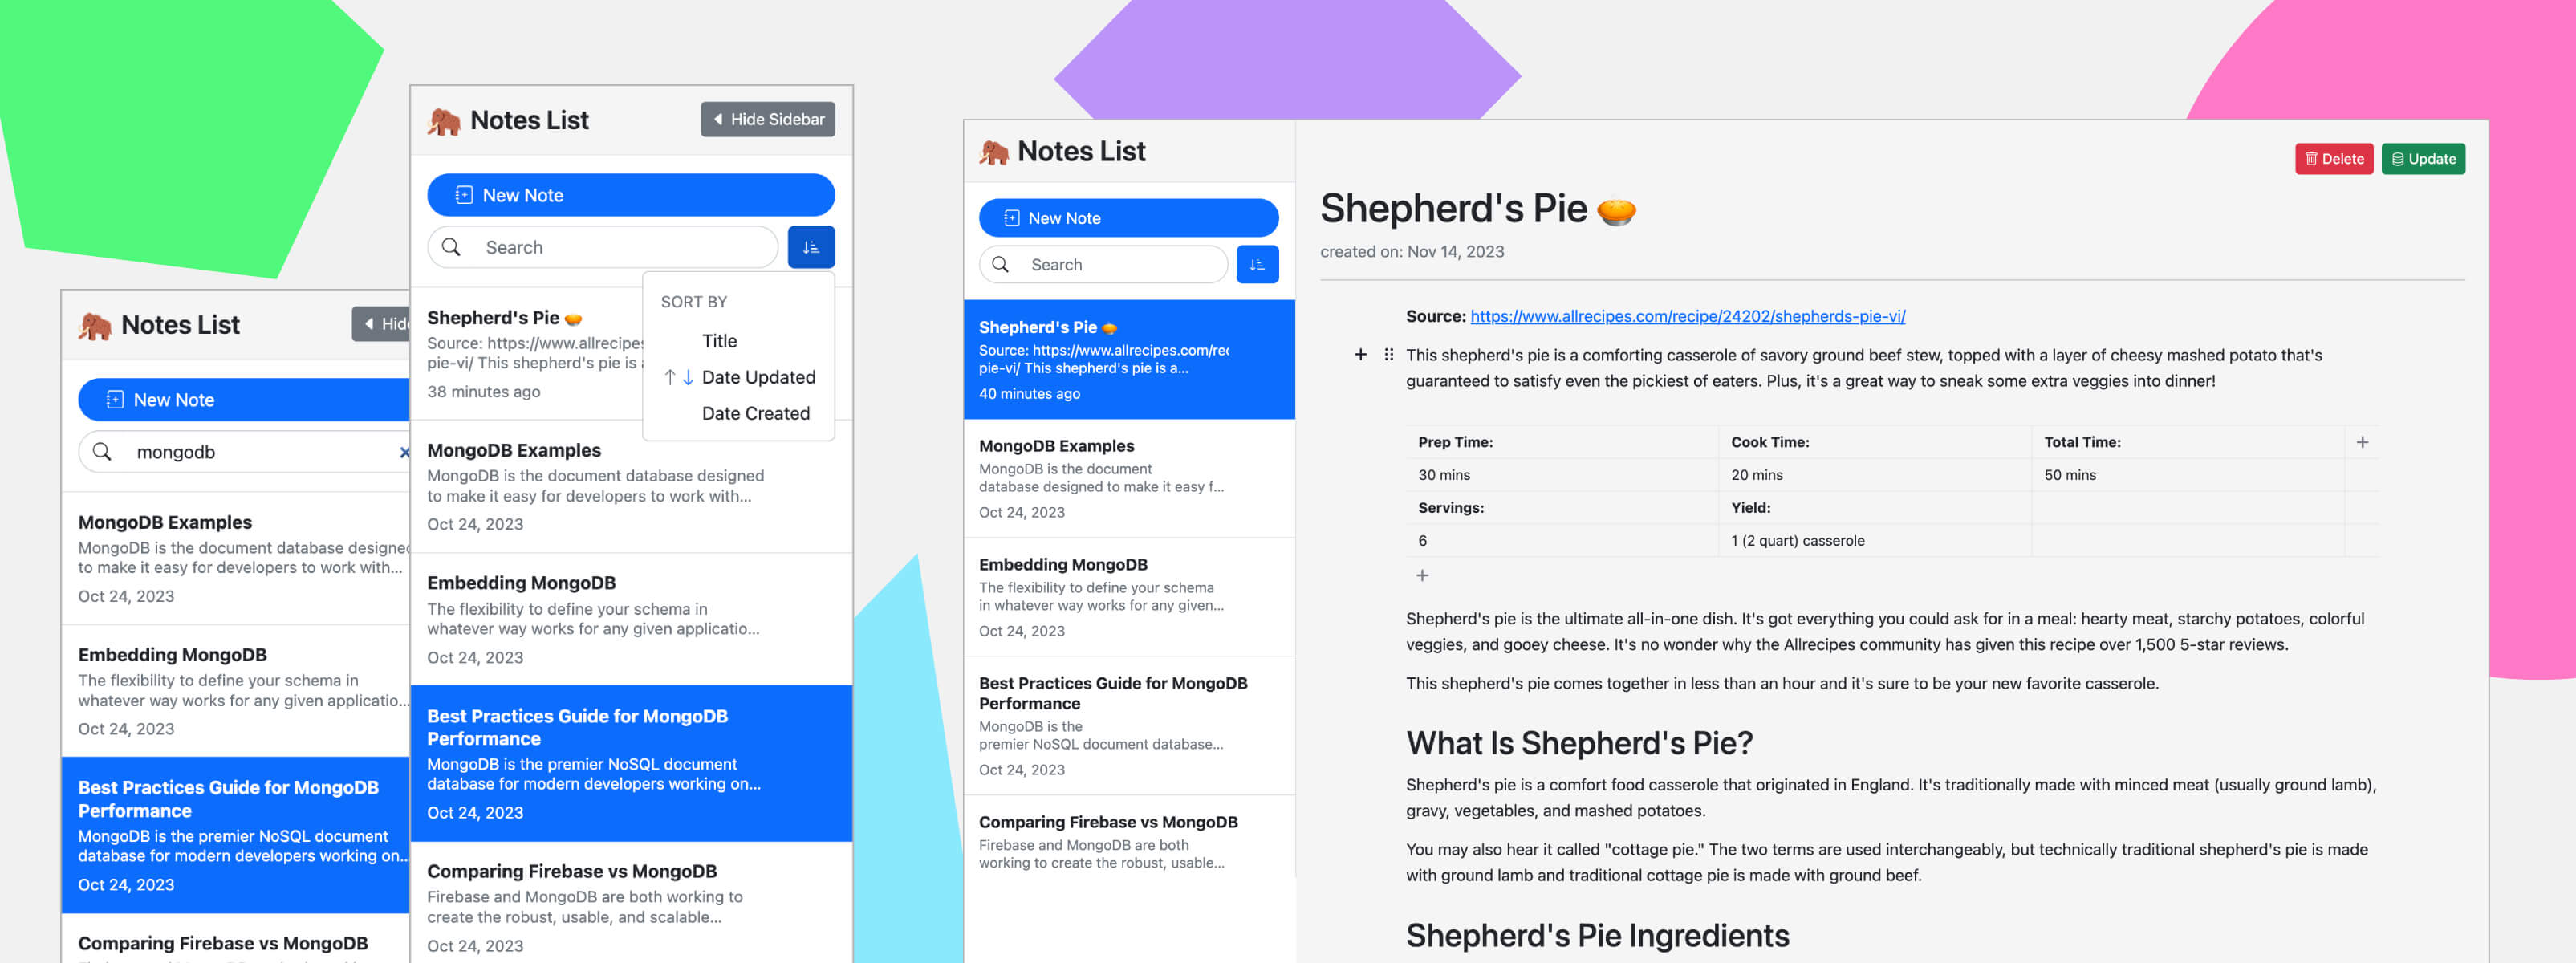 Notes List
Hide
New Note
mongodb
MongoDB Examples
MongoDB is the document database designed
to make it easy for developers to work with...
Oct 24, 2023
Embedding MongoDB
The flexibility to define your schema in
whatever way works for any given applicatio...
Oct 24, 2023
Best Practices Guide for MongoDB
Performance
MongoDB is the premier NoSQL document
database for modern developers working on...
Oct 24, 2023
Comparing Firebase vs MongoDB
Notes List
Hide Sidebar
New Note
Search
SORT BY
Title
Date Updated
Date Created
Shepherd's Pie
Source: https://www.allrecipes
pie-vi/ This shepherd's pie is
38 minutes ago
MongoDB Examples
MongoDB is the document database designed
to make it easy for developers to work with...
Oct 24, 2023
Embedding MongoDB
The flexibility to define your schema in
whatever way works for any given applicatio...
Oct 24, 2023
Best Practices Guide for MongoDB
Performance
MongoDB is the premier NoSQL document
database for modern developers working on...
Oct 24, 2023
Comparing Firebase vs MongoDB
Firebase and MongoDB are both working to
create the robust, usable, and scalable...
Oct 24, 2023
Notes List
New Note
Search
Shepherd's Pie
Source: https://www.allrecipes.com/rec
pie-vi/ This shepherd's pie is a...
40 minutes ago
MongoDB Examples
MongoDB is the document
database designed to make it easy f...
Oct 24, 2023
Embedding MongoDB
The flexibility to define your schema
in whatever way works for any given...
Oct 24, 2023
Best Practices Guide for MongoDB
Performance
MongoDB is the
premier NoSQL document database...
Oct 24, 2023
Comparing Firebase vs MongoDB
Firebase and MongoDB are both
working to create the robust, usable...
Delete
Update
Shepherd's Pie
created on: Nov 14, 2023
Source: https://www.allrecipes.com/recipe/24202/shepherds-pie-vi/
This shepherd's pie is a comforting casserole of savory ground beef stew, topped with a layer of cheesy mashed potato that's
guaranteed to satisfy even the pickiest of eaters. Plus, it's a great way to sneak some extra veggies into dinner!
Prep Time: Cook Time: Total Time:
30 mins 20 mins 50 mins
Servings: Yield:
6 1 (2 quart) casserole
Shepherd's pie is the ultimate all-in-one dish. It's got everything you could ask for in a meal: hearty meat, starchy potatoes, colorful
veggies, and gooey cheese. It's no wonder why the Allrecipes community has given this recipe over 1,500 5-star reviews.
This shepherd's pie comes together in less than an hour and it's sure to be your new favorite casserole.
What Is Shepherd's Pie?
Shepherd's pie is a comfort food casserole that originated in England. It's traditionally made with minced meat (usually ground lamb),
gravy, vegetables, and mashed potatoes.
You may also hear it called "cottage pie." The two terms are used interchangeably, but technically traditional shepherd's pie is made
with ground lamb and traditional cottage pie is made with ground beef.
Shepherd's Pie Ingredients